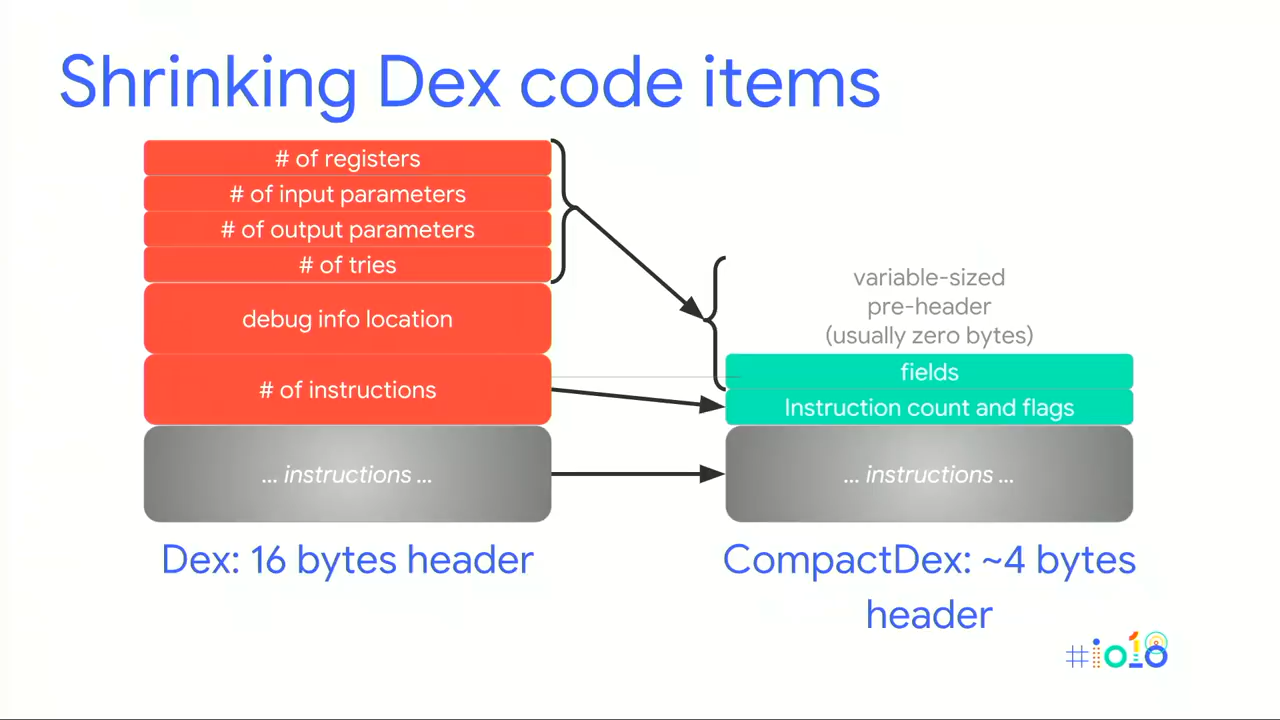 Shrinking Dex code items
# of registers
# of input parameters
# of output parameters
# of tries
debug info location
# of instructions
... instructions ...
Dex: 16 bytes header
variable-sized
pre-header
(usually zero bytes)
fields
Instruction count and flags
... instructions ...
CompactDex: ~4 bytes
header
#io18